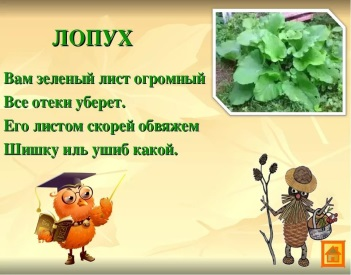 ЛОПУХ
Вам зеленый лист огромный
Все отеки уберет.
Его листом скорей обвяжем
Шишку иль ушиб какой.